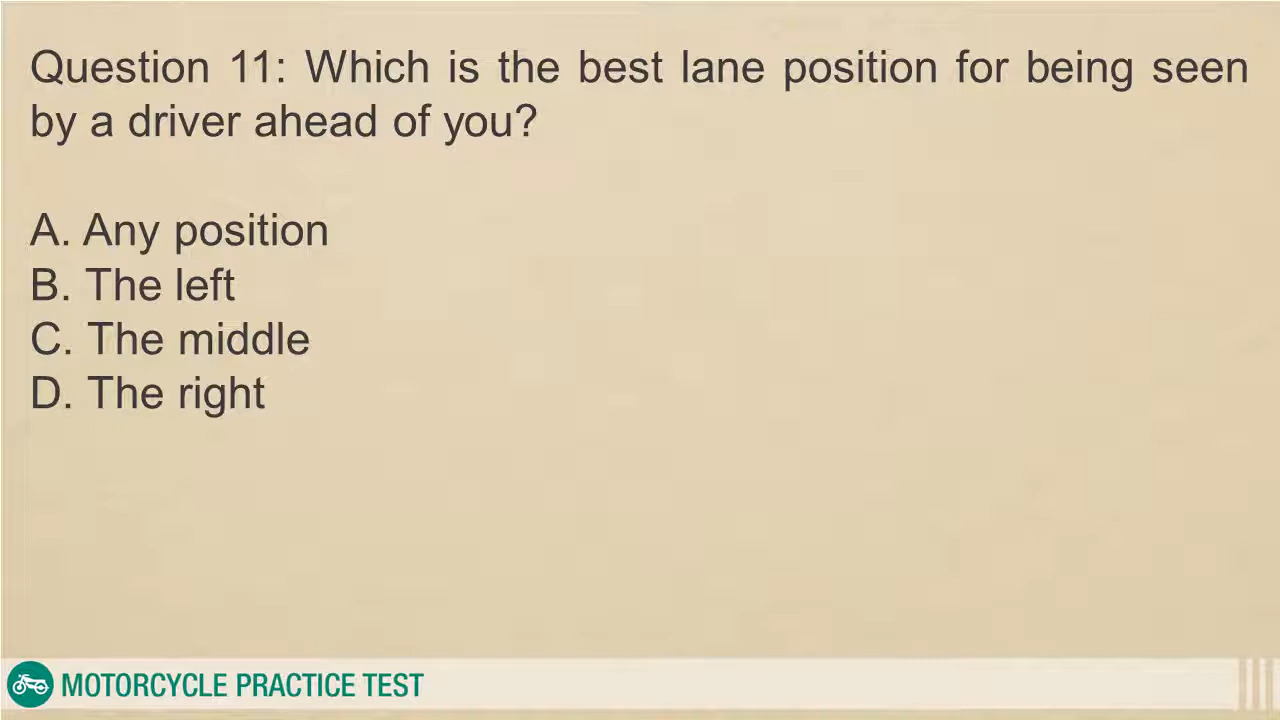 Question 11: Which is the best lane position for being seen
by a driver ahead of you?
A. Any position
B. The left
C. The middle
D. The right
MOTORCYCLE PRACTICE TEST